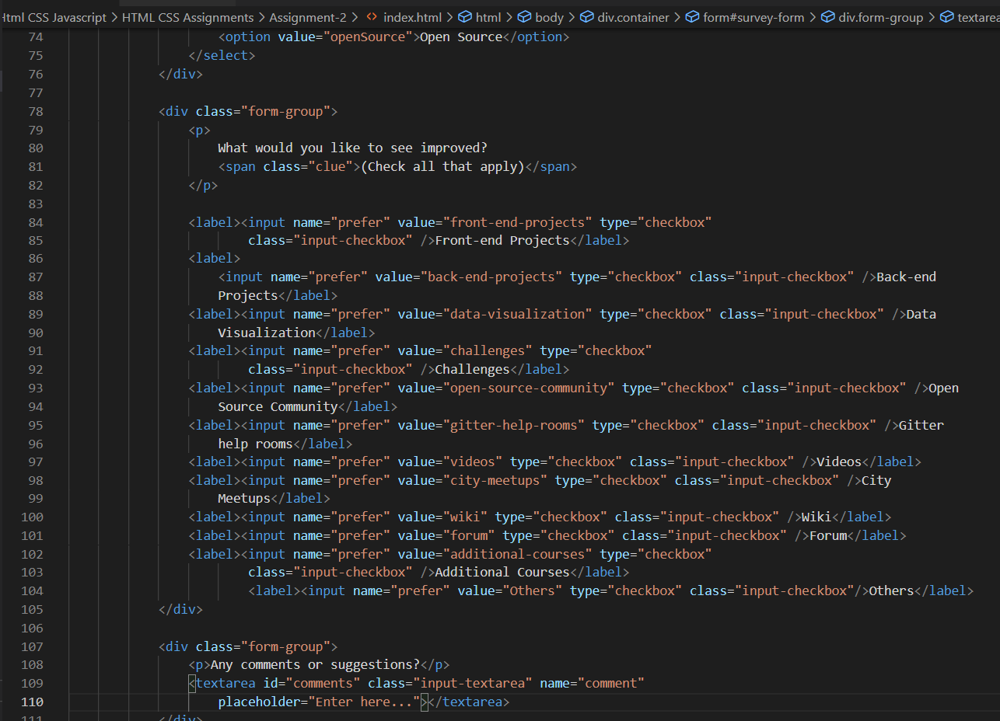 Html CSS Javascript > HTML CSS Assignments > Assignment-2 > <> index.html > html > body > div.container > form#survey-form > div.form-group > textarea
74 <option value="openSource">Open Source</option>
75 </select>
76 </div>
77
78 <div class="form-group">
79 <p>
80 What would you like to see improved?
81 <span class="clue">(Check all that apply)</span>
82 </p>
83
84 <label><input name="prefer" value="front-end-projects" type="checkbox"
85 class="input-checkbox" />Front-end Projects</label>
86 <label>
87 <input name="prefer" value="back-end-projects" type="checkbox" class="input-checkbox" />Back-end
88 Projects</label>
89 <label><input name="prefer" value="data-visualization" type="checkbox" class="input-checkbox" />Data
90 Visualization</label>
91 <label><input name="prefer" value="challenges" type="checkbox"
92 class="input-checkbox" />Challenges</label>
93 <label><input name="prefer" value="open-source-community" type="checkbox" class="input-checkbox" />Open
94 Source Community</label>
95 <label><input name="prefer" value="gitter-help-rooms" type="checkbox" class="input-checkbox" />Gitter
96 help rooms</label>
97 <label><input name="prefer" value="videos" type="checkbox" class="input-checkbox" />Videos</label>
98 <label><input name="prefer" value="city-meetups" type="checkbox" class="input-checkbox" />City
99 Meetups</label>
100 <label><input name="prefer" value="wiki" type="checkbox" class="input-checkbox" />Wiki</label>
101 <label><input name="prefer" value="forum" type="checkbox" class="input-checkbox" />Forum</label>
102 <label><input name="prefer" value="additional-courses" type="checkbox"
103 class="input-checkbox" />Additional Courses</label>
104 <label><input name="prefer" value="Others" type="checkbox" class="input-checkbox"/>Others</label>
105 </div>
106
107 <div class="form-group">
108 <p>Any comments or suggestions?</p>
109 <textarea id="comments" class="input-textarea" name="comment"
110 placeholder="Enter here..."></textarea>
111 </div>